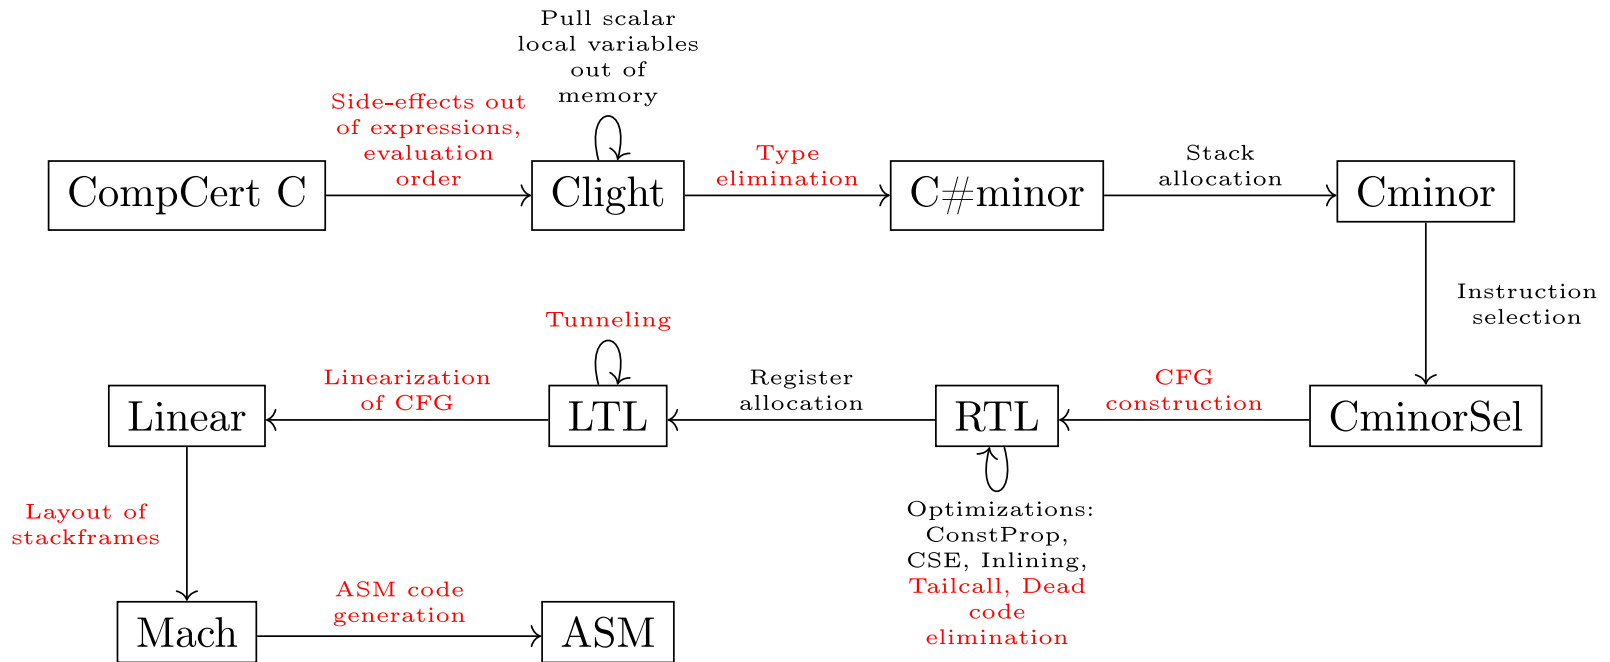 Pull scalar
local variables
out of
memory
Side-effects out
of expressions,
evaluation
order
Type
elimination
Stack
allocation
CompCert C
Clight
C#minor
Cminor
Instruction
selection
Tunneling
Linearization
of CFG
Register
allocation
CFG
construction
Linear
LTL
RTL
CminorSel
Layout of
stackframes
Optimizations:
ConstProp,
CSE, Inlining,
Tailcall, Dead
code
elimination
ASM code
generation
Mach
ASM